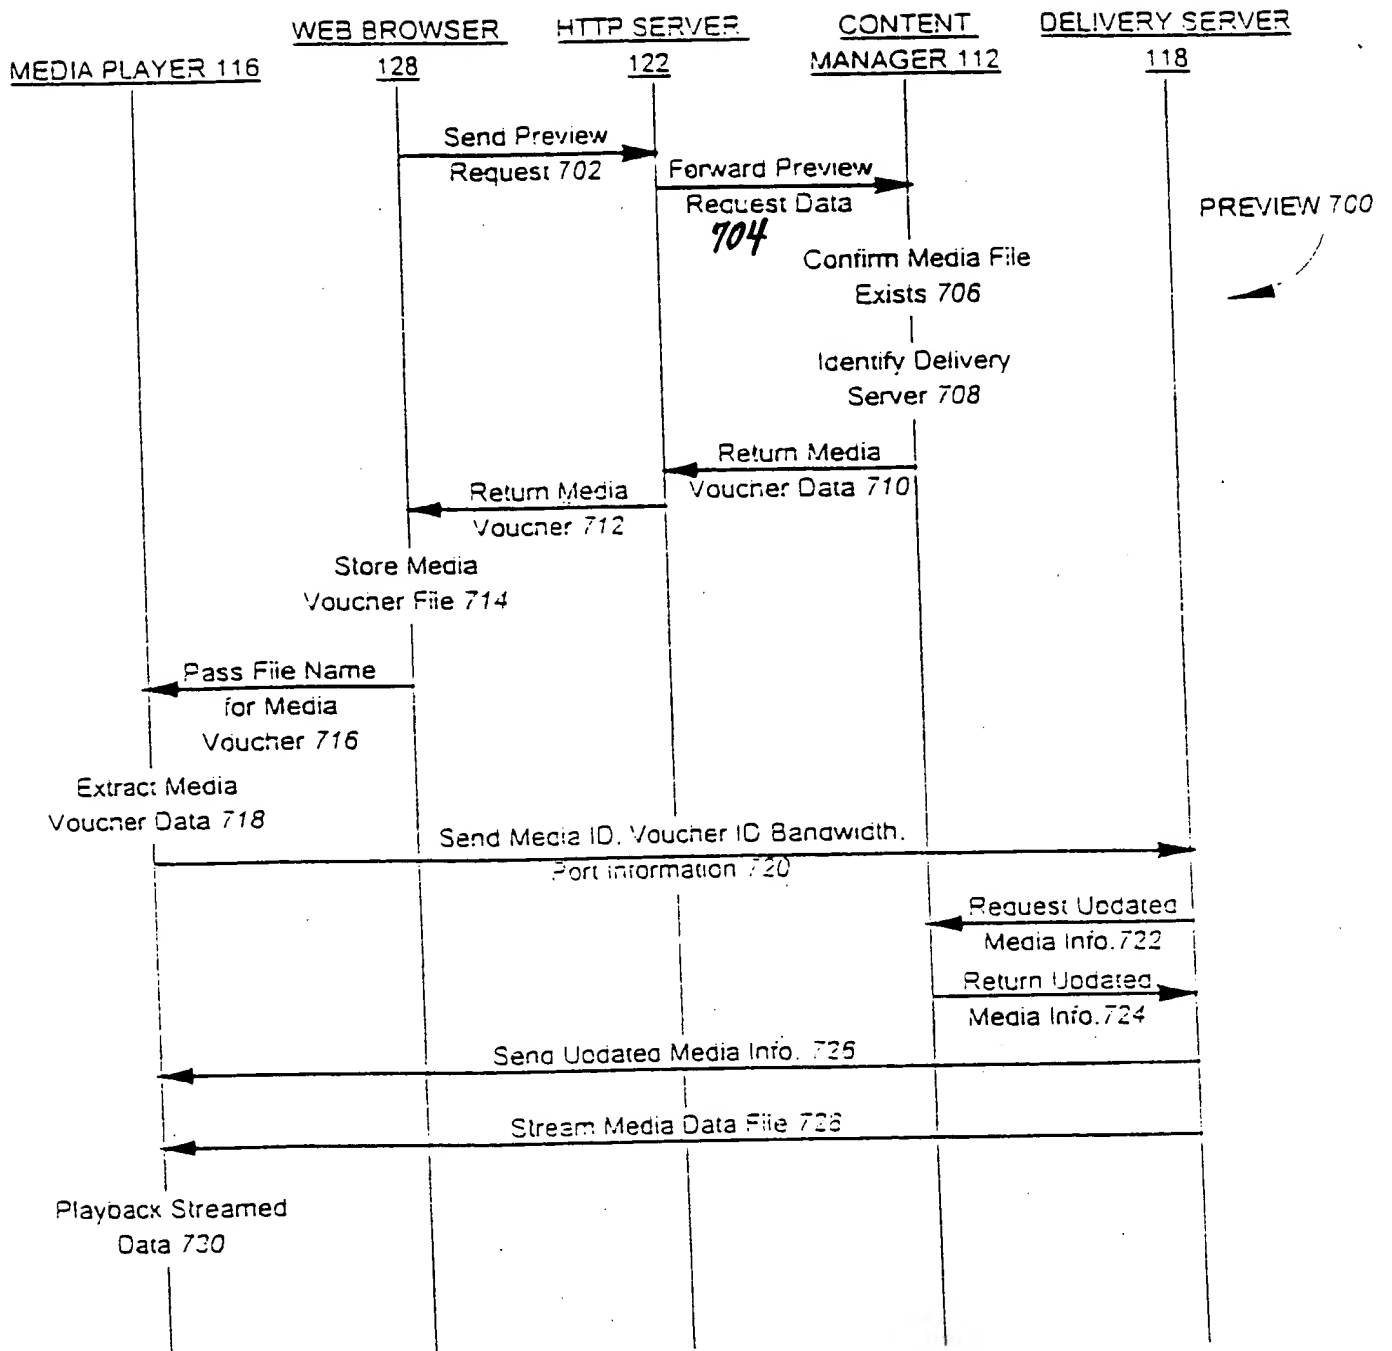 MEDIA PLAYER 116
WEB BROWSER
128
HTTP SERVER
122
CONTENT
MANAGER 112
DELIVERY SERVER
118
Send Preview
Request 702
Forward Preview
Request Data
704
PREVIEW 700
Confirm Media File
Exists 706
Identify Delivery
Server 708
Return Media
Voucher Data 710
Return Media
Voucher 712
Store Media
Voucher File 714
Pass File Name
for Media
Voucher 716
Extract Media
Voucher Data 718
Send Media ID, Voucher ID Bandwidth,
Port Information 720
Request Updated
Media Info. 722
Return Updated
Media Info. 724
Send Updated Media Info. 726
Stream Media Data File 728
Playback Streamed
Data 730